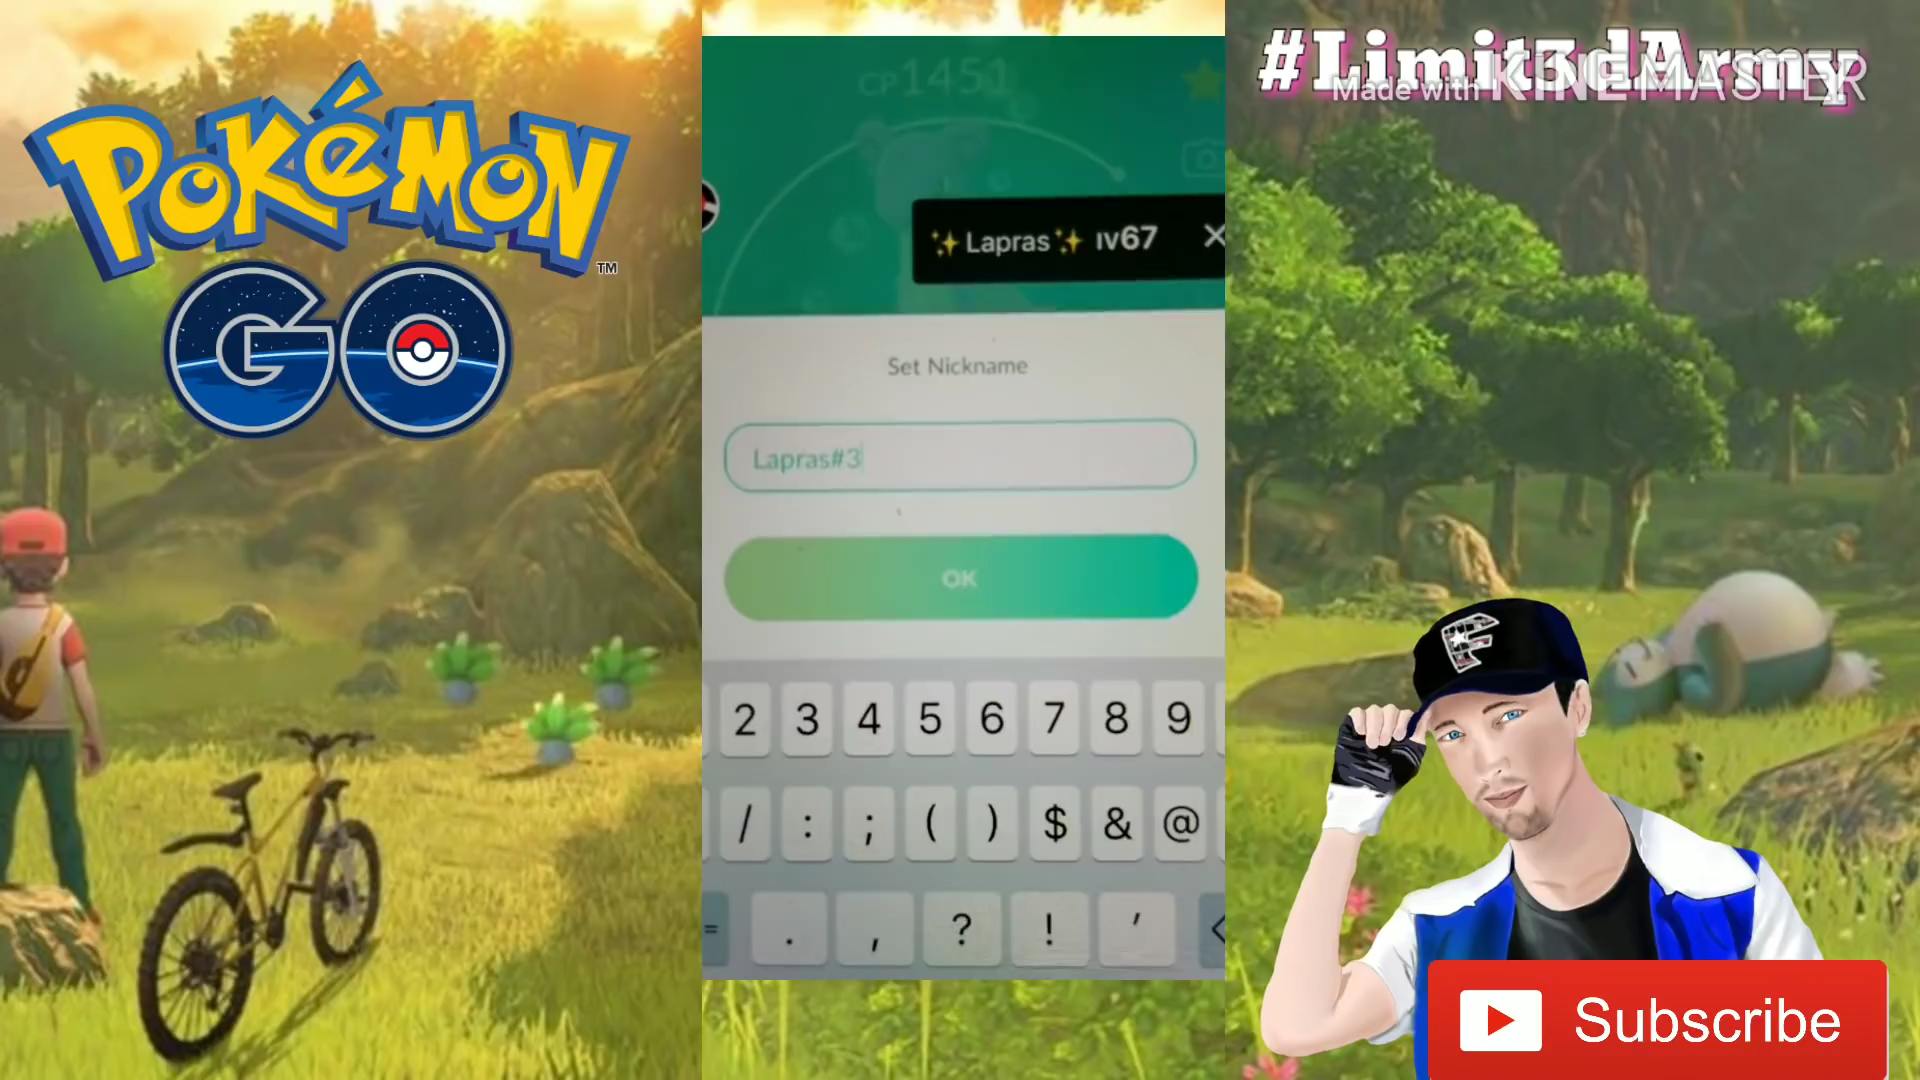 POKéMON
TM
GO
CP1451
✨Lapras✨ IV67 ✕
Set Nickname
Lapras#3
OK
2 3 4 5 6 7 8 9
/ : ; ( ) $ & @
= . , ? ! ′
#Limit3dArmy
Made with KINEMASTER
F
Subscribe